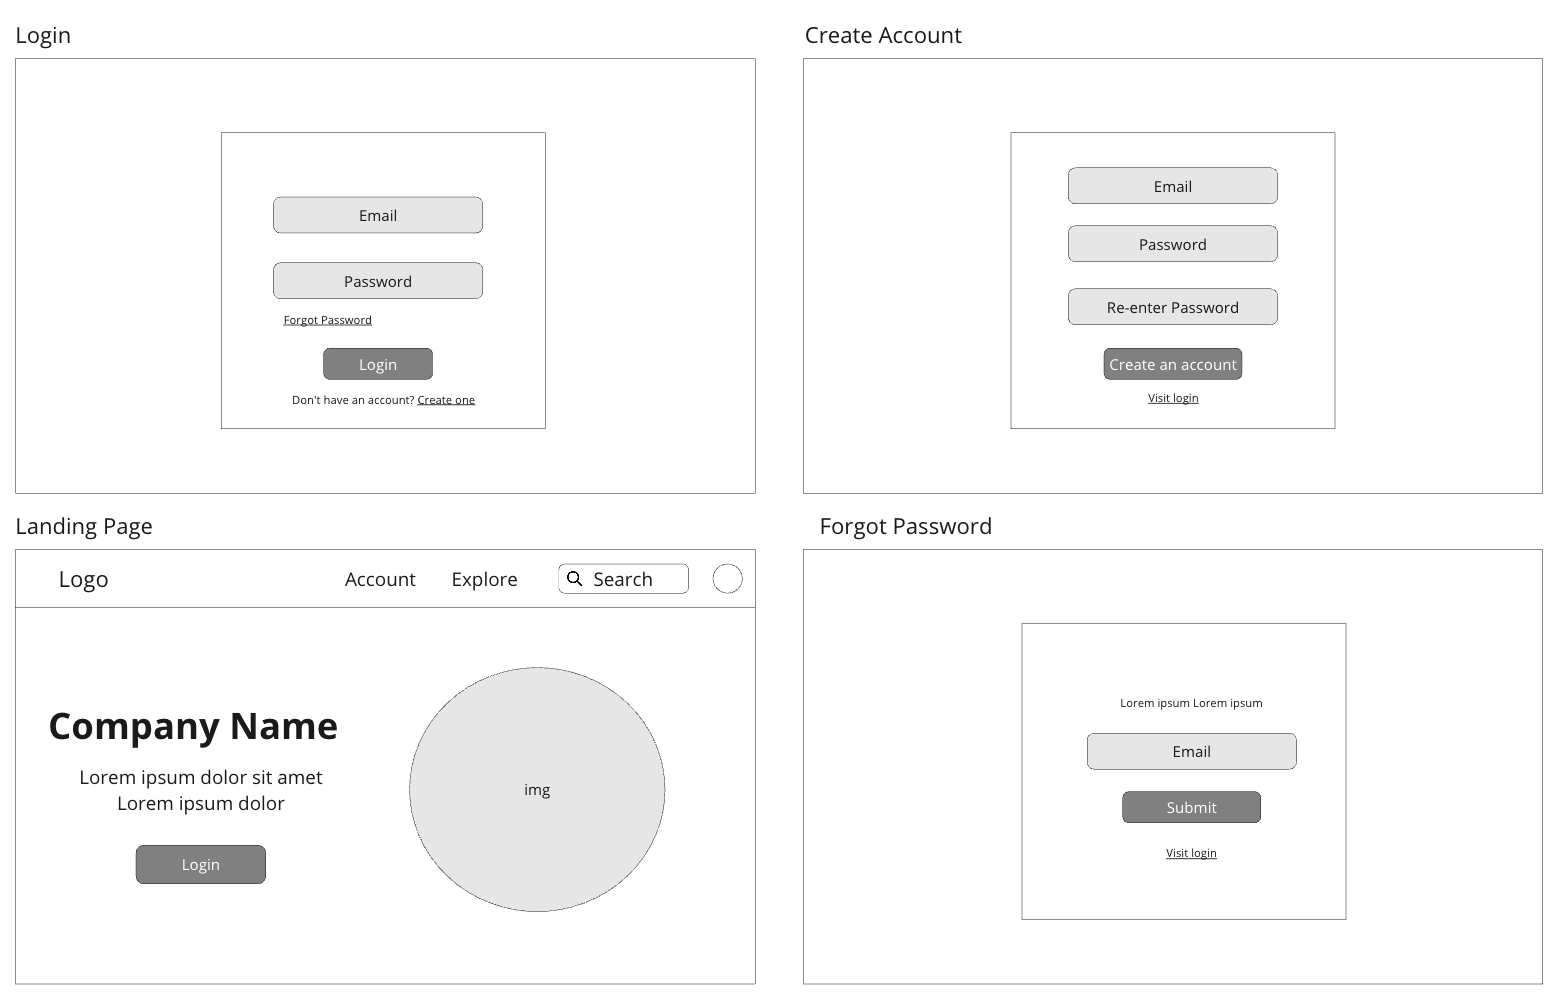 Login
Email
Password
Forgot Password
Login
Don't have an account? Create one
Create Account
Email
Password
Re-enter Password
Create an account
Visit login
Landing Page
Logo
Account
Explore
Search
Company Name
Lorem ipsum dolor sit amet
Lorem ipsum dolor
Login
img
Forgot Password
Lorem ipsum Lorem ipsum
Email
Submit
Visit login